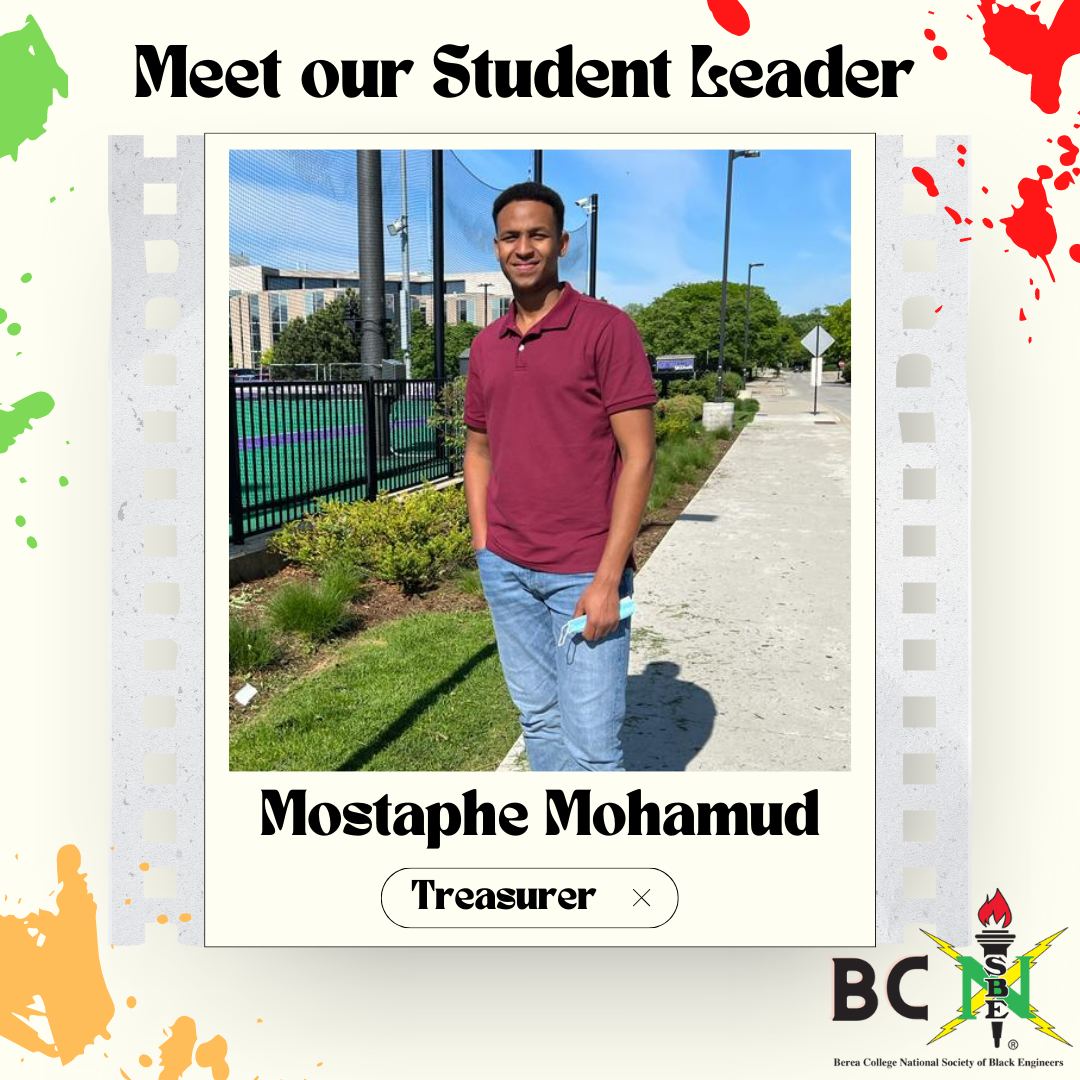 Meet our Student Leader
Mostaphe Mohamud
Treasurer
BC NSBE
®
Berea College National Society of Black Engineers